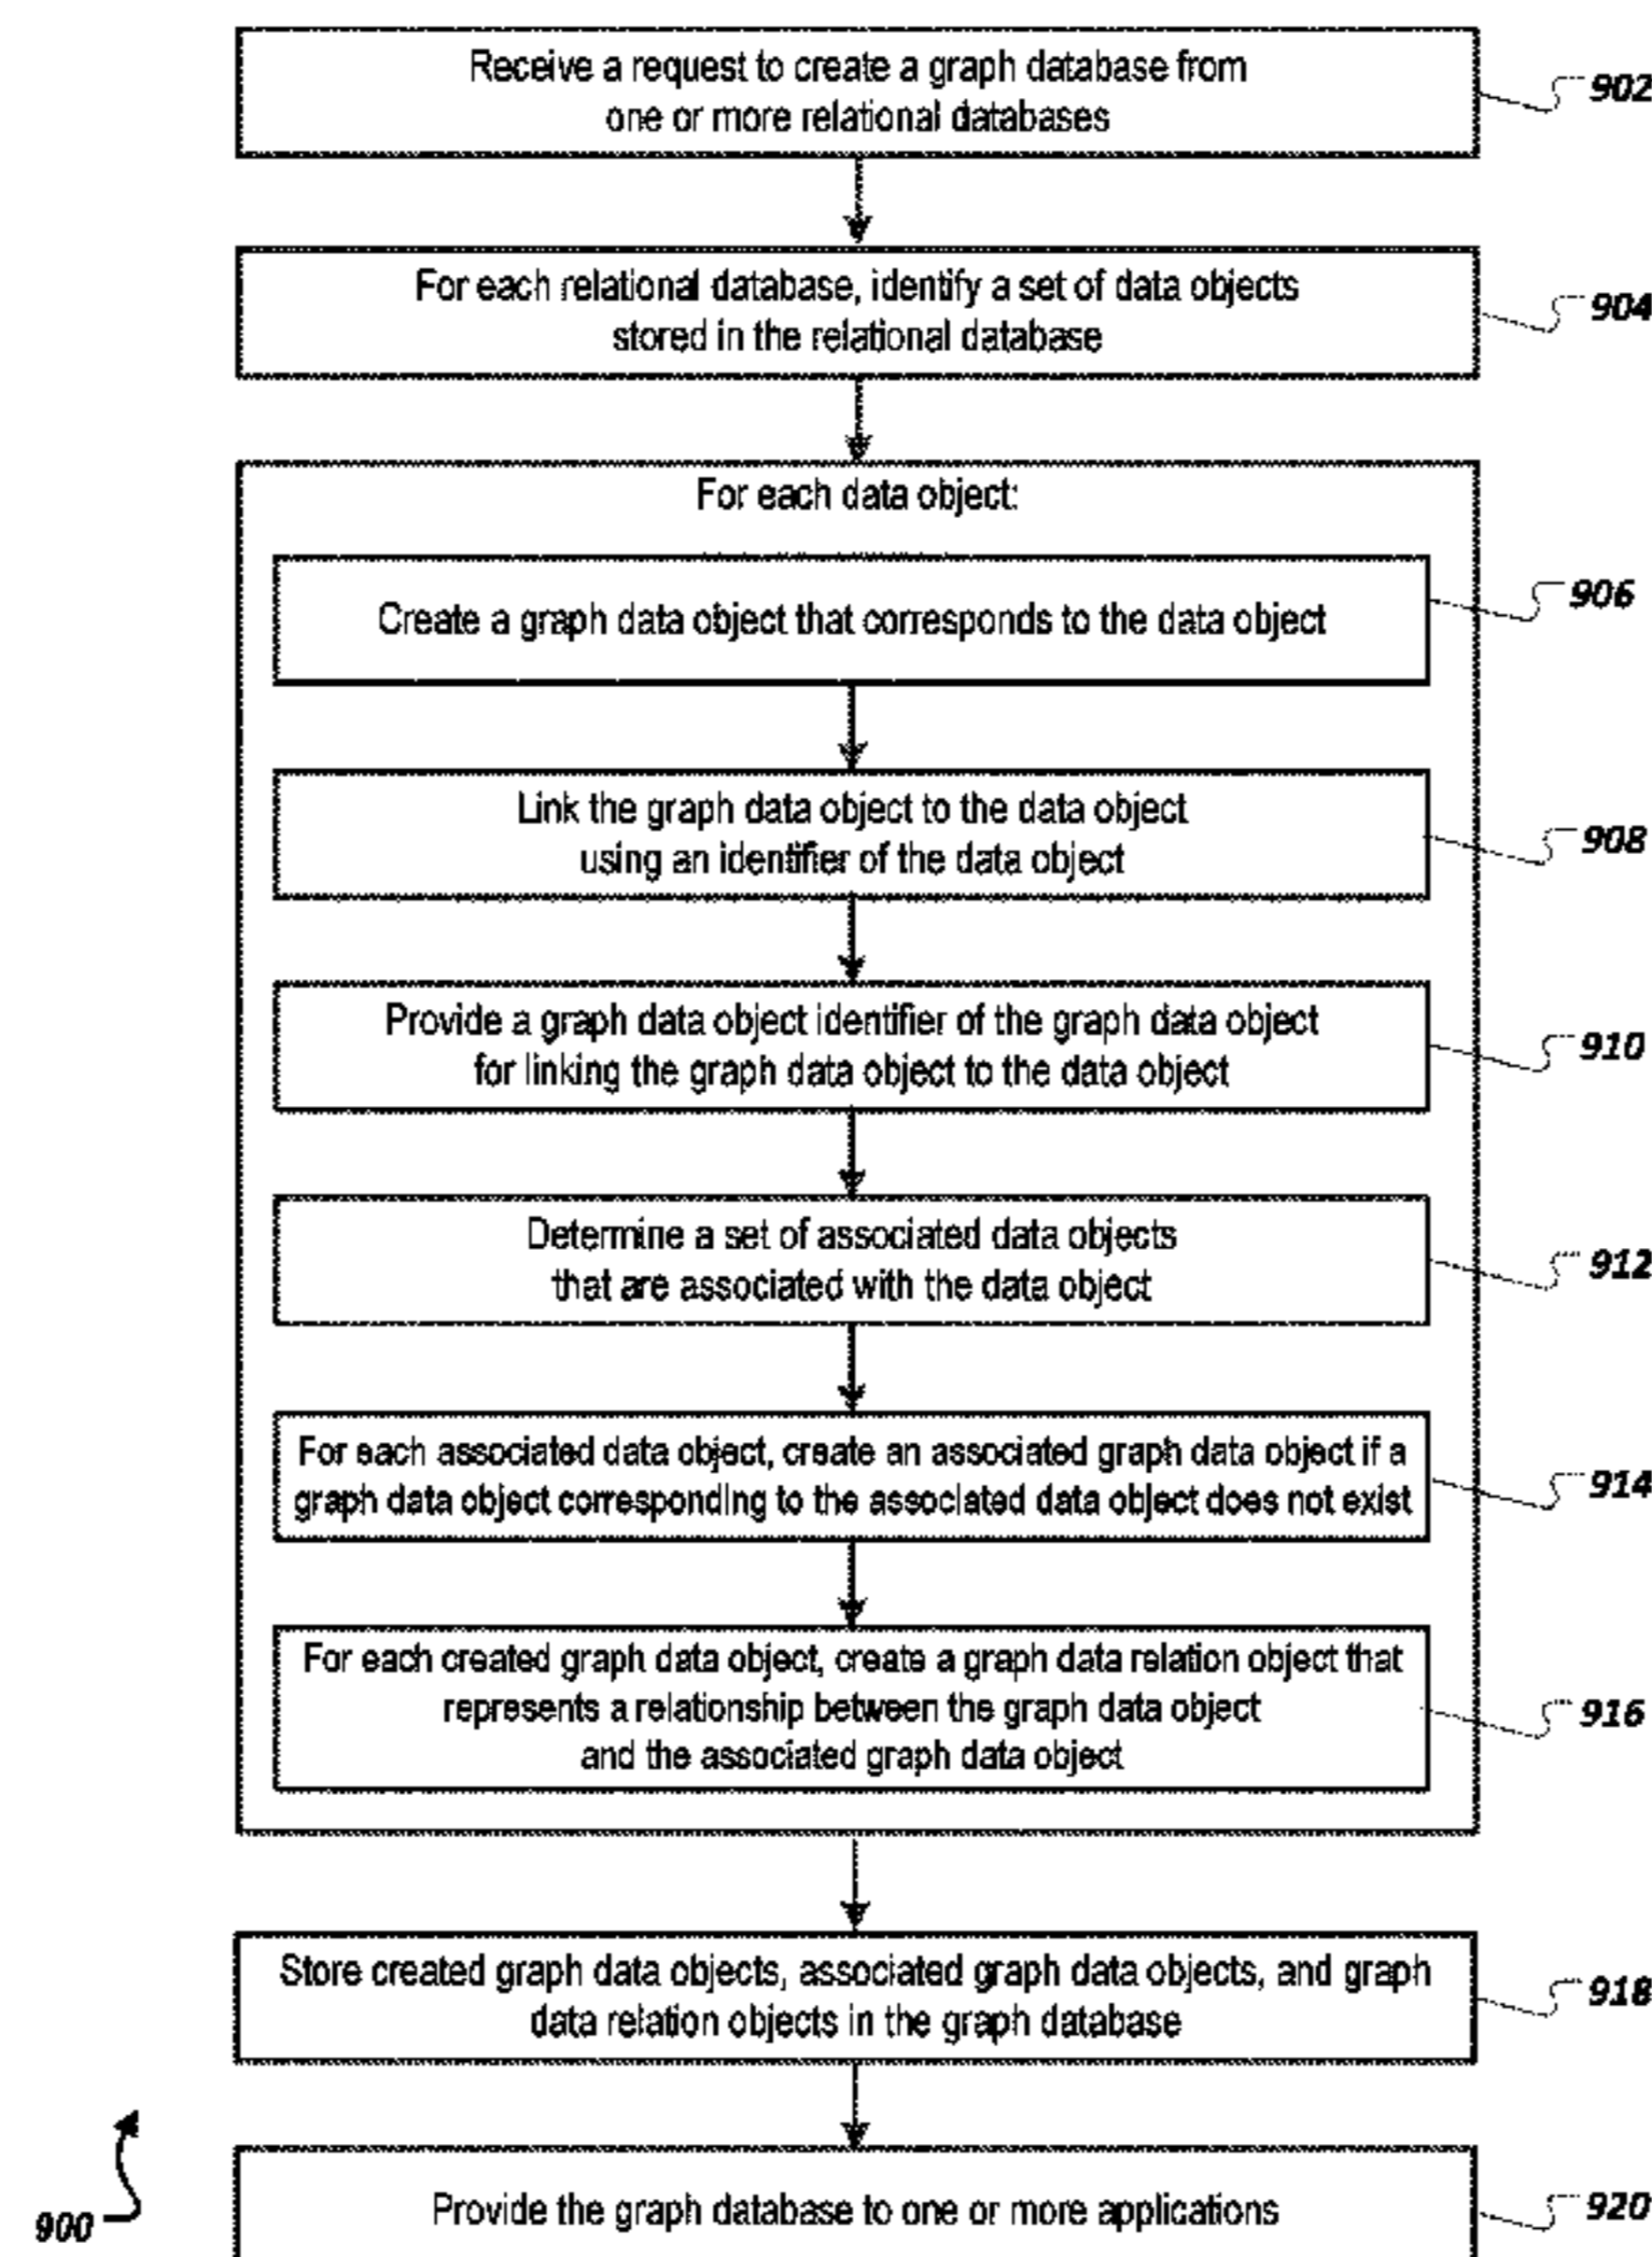 Receive a request to create a graph database from
one or more relational databases
902
For each relational database, identify a set of data objects
stored in the relational database
904
For each data object:
Create a graph data object that corresponds to the data object
906
Link the graph data object to the data object
using an identifier of the data object
908
Provide a graph data object identifier of the graph data object
for linking the graph data object to the data object
910
Determine a set of associated data objects
that are associated with the data object
912
For each associated data object, create an associated graph data object if a
graph data object corresponding to the associated data object does not exist
914
For each created graph data object, create a graph data relation object that
represents a relationship between the graph data object
and the associated graph data object
916
Store created graph data objects, associated graph data objects, and graph
data relation objects in the graph database
918
Provide the graph database to one or more applications
920
900